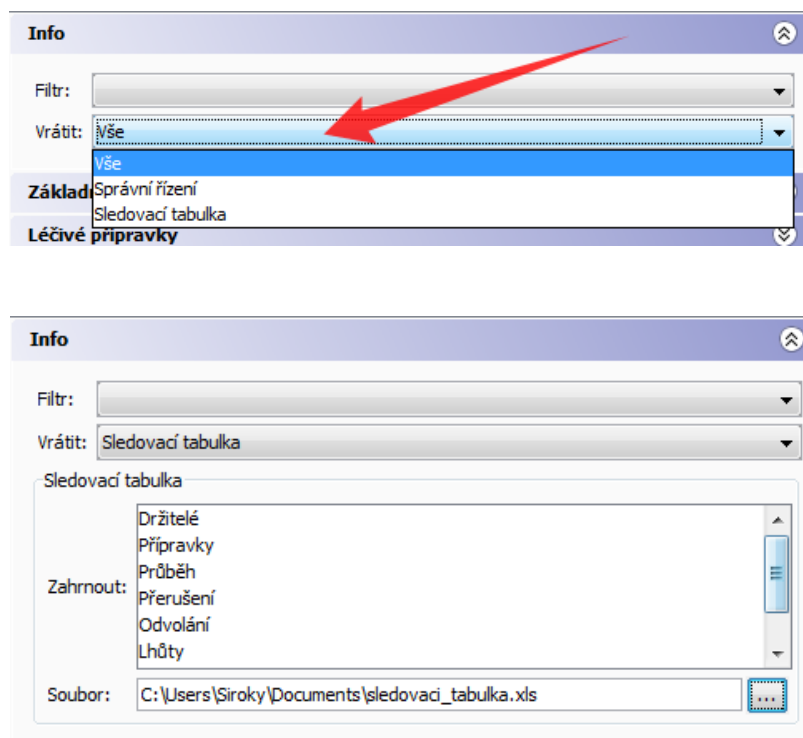 Info
Filtr:
Vrátit: Vše
Vše
Správní řízení
Sledovací tabulka
Léčivé přípravky
Info
Filtr:
Vrátit: Sledovací tabulka
Sledovací tabulka
Zahrnout:
Držitelé
Přípravky
Průběh
Přerušení
Odvolání
Lhůty
Soubor: C:\Users\Siroky\Documents\sledovaci_tabulka.xls ...